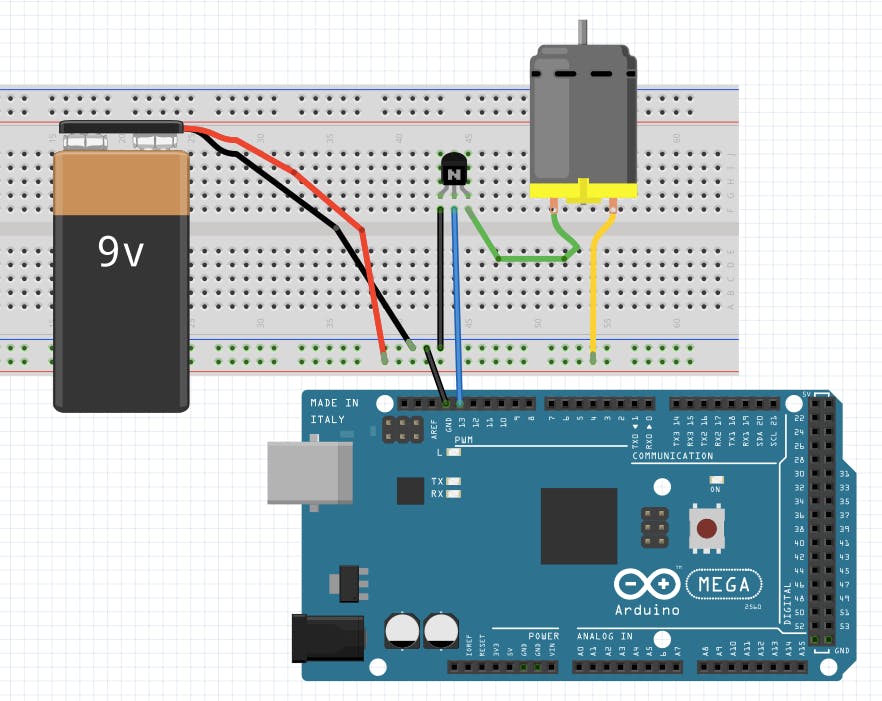 15 20 25 30 35 40 45 50 55 60
J
H
G
F
N
9v
E
D
C
B
A
25 30 35 40 45 50 55 60
MADE IN
ITALY
AREF GND 13 12 11 10 9 8
7 6 5 4 3 2 TX0 ▶ 1 RX0 ◀ 0
TX3 14 RX3 15 TX2 16 RX2 17 TX1 18 RX1 19 SDA 20 SCL 21
5V
PWM
COMMUNICATION
L
TX
RX
ON
22
24
26
28
30 31
32 33
34 35
36 37
38 39
40 41
42 43
44 45
46 47
48 49
50 51
52 53
DIGITAL
GND
TM
MEGA
2560
Arduino
POWER
ANALOG IN
IOREF RESET 3V3 5V GND GND VIN
A0 A1 A2 A3 A4 A5 6 A7
A8 A9 A10 A11 A12 A13 A14 A15